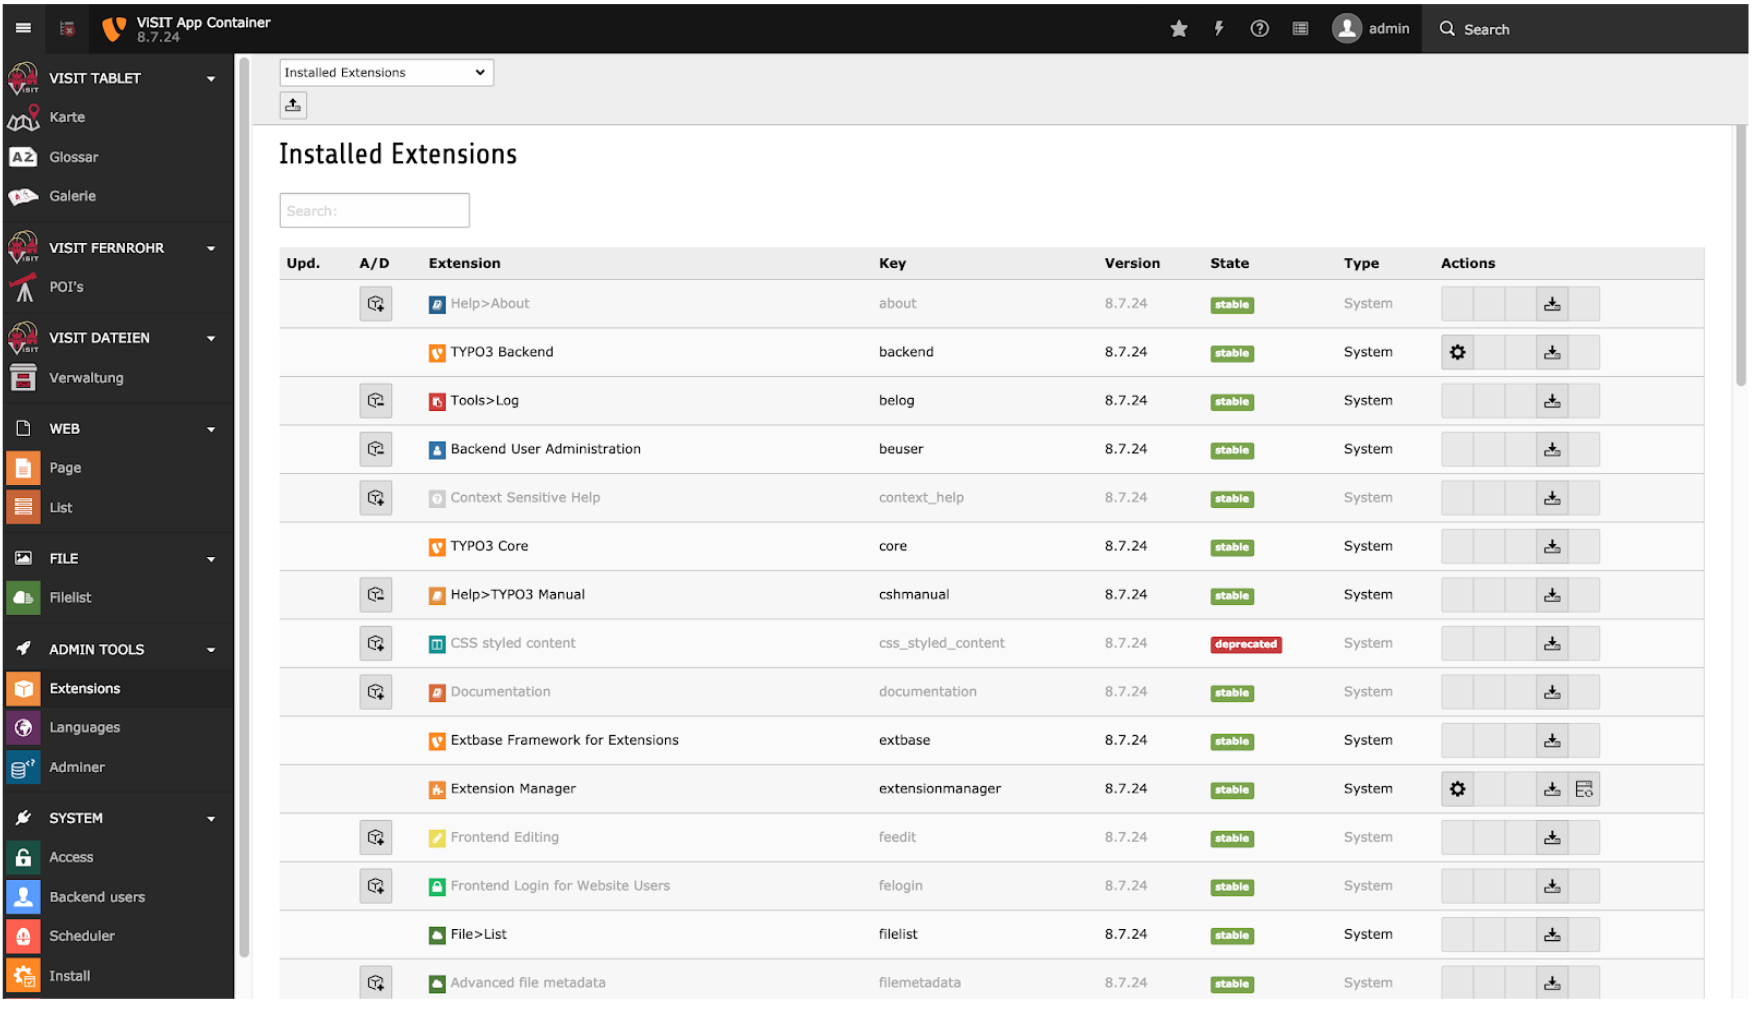 VISIT App Container
8.7.24
admin
Search
VISIT TABLET
Karte
Glossar
Galerie
VISIT FERNROHR
POI's
VISIT DATEIEN
Verwaltung
WEB
Page
List
FILE
Filelist
ADMIN TOOLS
Extensions
Languages
Adminer
SYSTEM
Access
Backend users
Scheduler
Install
Installed Extensions
Installed Extensions
Search:
Upd. A/D Extension Key Version State Type Actions
Help>About about 8.7.24 stable System
TYPO3 Backend backend 8.7.24 stable System
Tools>Log belog 8.7.24 stable System
Backend User Administration beuser 8.7.24 stable System
Context Sensitive Help context_help 8.7.24 stable System
TYPO3 Core core 8.7.24 stable System
Help>TYPO3 Manual cshmanual 8.7.24 stable System
CSS styled content css_styled_content 8.7.24 deprecated System
Documentation documentation 8.7.24 stable System
Extbase Framework for Extensions extbase 8.7.24 stable System
Extension Manager extensionmanager 8.7.24 stable System
Frontend Editing feedit 8.7.24 stable System
Frontend Login for Website Users felogin 8.7.24 stable System
File>List filelist 8.7.24 stable System
Advanced file metadata filemetadata 8.7.24 stable System